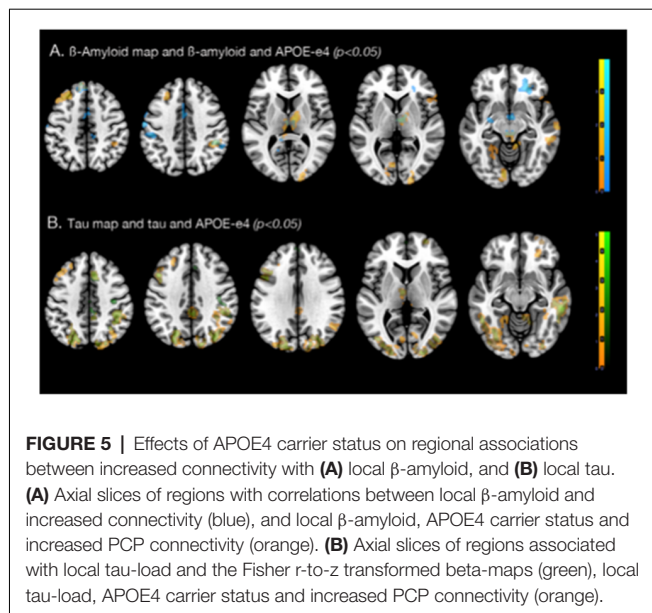 A. ß-Amyloid map and ß-amyloid and APOE-e4 (p<0.05)
B. Tau map and tau and APOE-e4 (p<0.05)
FIGURE 5 | Effects of APOE4 carrier status on regional associations
between increased connectivity with (A) local β-amyloid, and (B) local tau.
(A) Axial slices of regions with correlations between local β-amyloid and
increased connectivity (blue), and local β-amyloid, APOE4 carrier status and
increased PCP connectivity (orange). (B) Axial slices of regions associated
with local tau-load and the Fisher r-to-z transformed beta-maps (green), local
tau-load, APOE4 carrier status and increased PCP connectivity (orange).